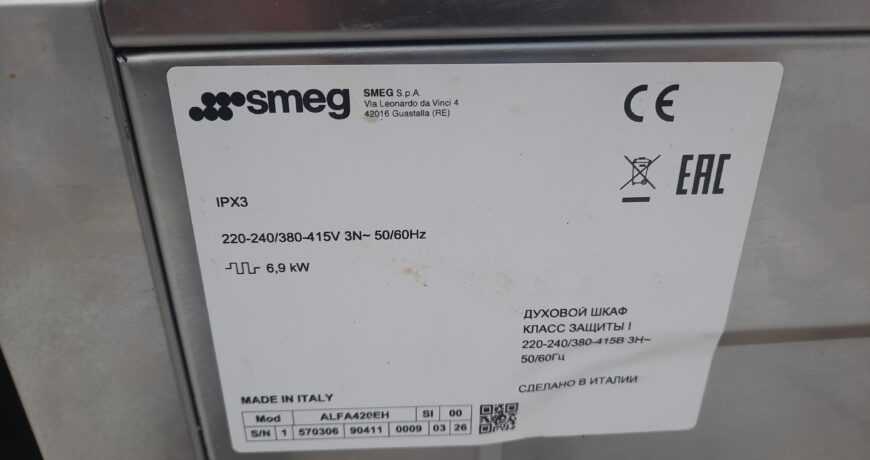 smeg
SMEG S.p.A
Via Leonardo da Vinci 4
42016 Guastalla (RE)
CE
EAC
IPX3
220-240/380-415V 3N~ 50/60Hz
6,9 kW
ДУХОВОЙ ШКАФ
КЛАСС ЗАЩИТЫ I
220-240/380-415В 3Н~
50/60Гц
СДЕЛАНО В ИТАЛИИ
MADE IN ITALY
Mod ALFA420EH SI 00
S/N 1 570306 90411 0009 03 26